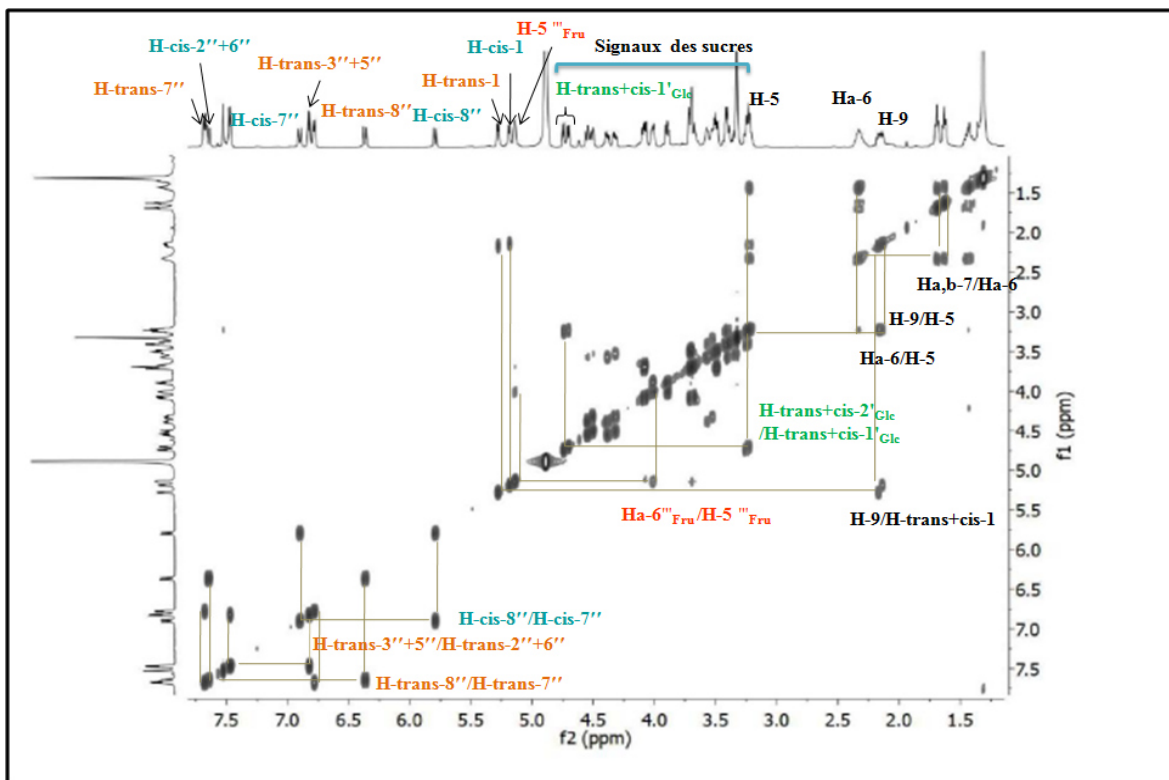 H-5 '''Fru
H-cis-2''+6''
H-cis-1
Signaux des sucres
H-trans-3''+5''
H-trans-7''
H-trans-1
H-trans+cis-1'Glc
H-5
Ha-6
H-cis-7''
H-trans-8''
H-cis-8''
H-9
1.5
2.0
2.5
3.0
3.5
4.0
4.5
5.0
5.5
6.0
6.5
7.0
7.5
f1 (ppm)
Ha,b-7/Ha-6
H-9/H-5
Ha-6/H-5
H-trans+cis-2'Glc
/H-trans+cis-1'Glc
Ha-6'''Fru/H-5 '''Fru
H-9/H-trans+cis-1
H-cis-8''/H-cis-7''
H-trans-3''+5''/H-trans-2''+6''
H-trans-8''/H-trans-7''
7.5 7.0 6.5 6.0 5.5 5.0 4.5 4.0 3.5 3.0 2.5 2.0 1.5
f2 (ppm)